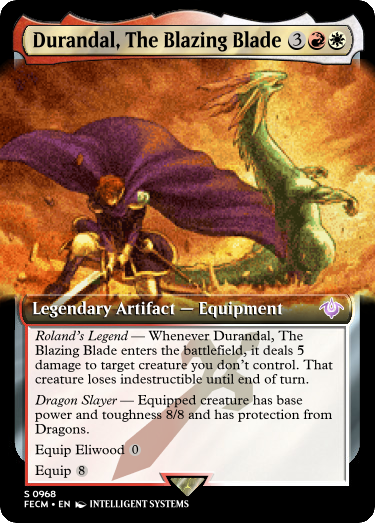 Durandal, The Blazing Blade 3
Legendary Artifact — Equipment
Roland's Legend — Whenever Durandal, The
Blazing Blade enters the battlefield, it deals 5
damage to target creature you don't control. That
creature loses indestructible until end of turn.
Dragon Slayer — Equipped creature has base
power and toughness 8/8 and has protection from
Dragons.
Equip Eliwood 0
Equip 8
S 0968
FECM • EN INTELLIGENT SYSTEMS